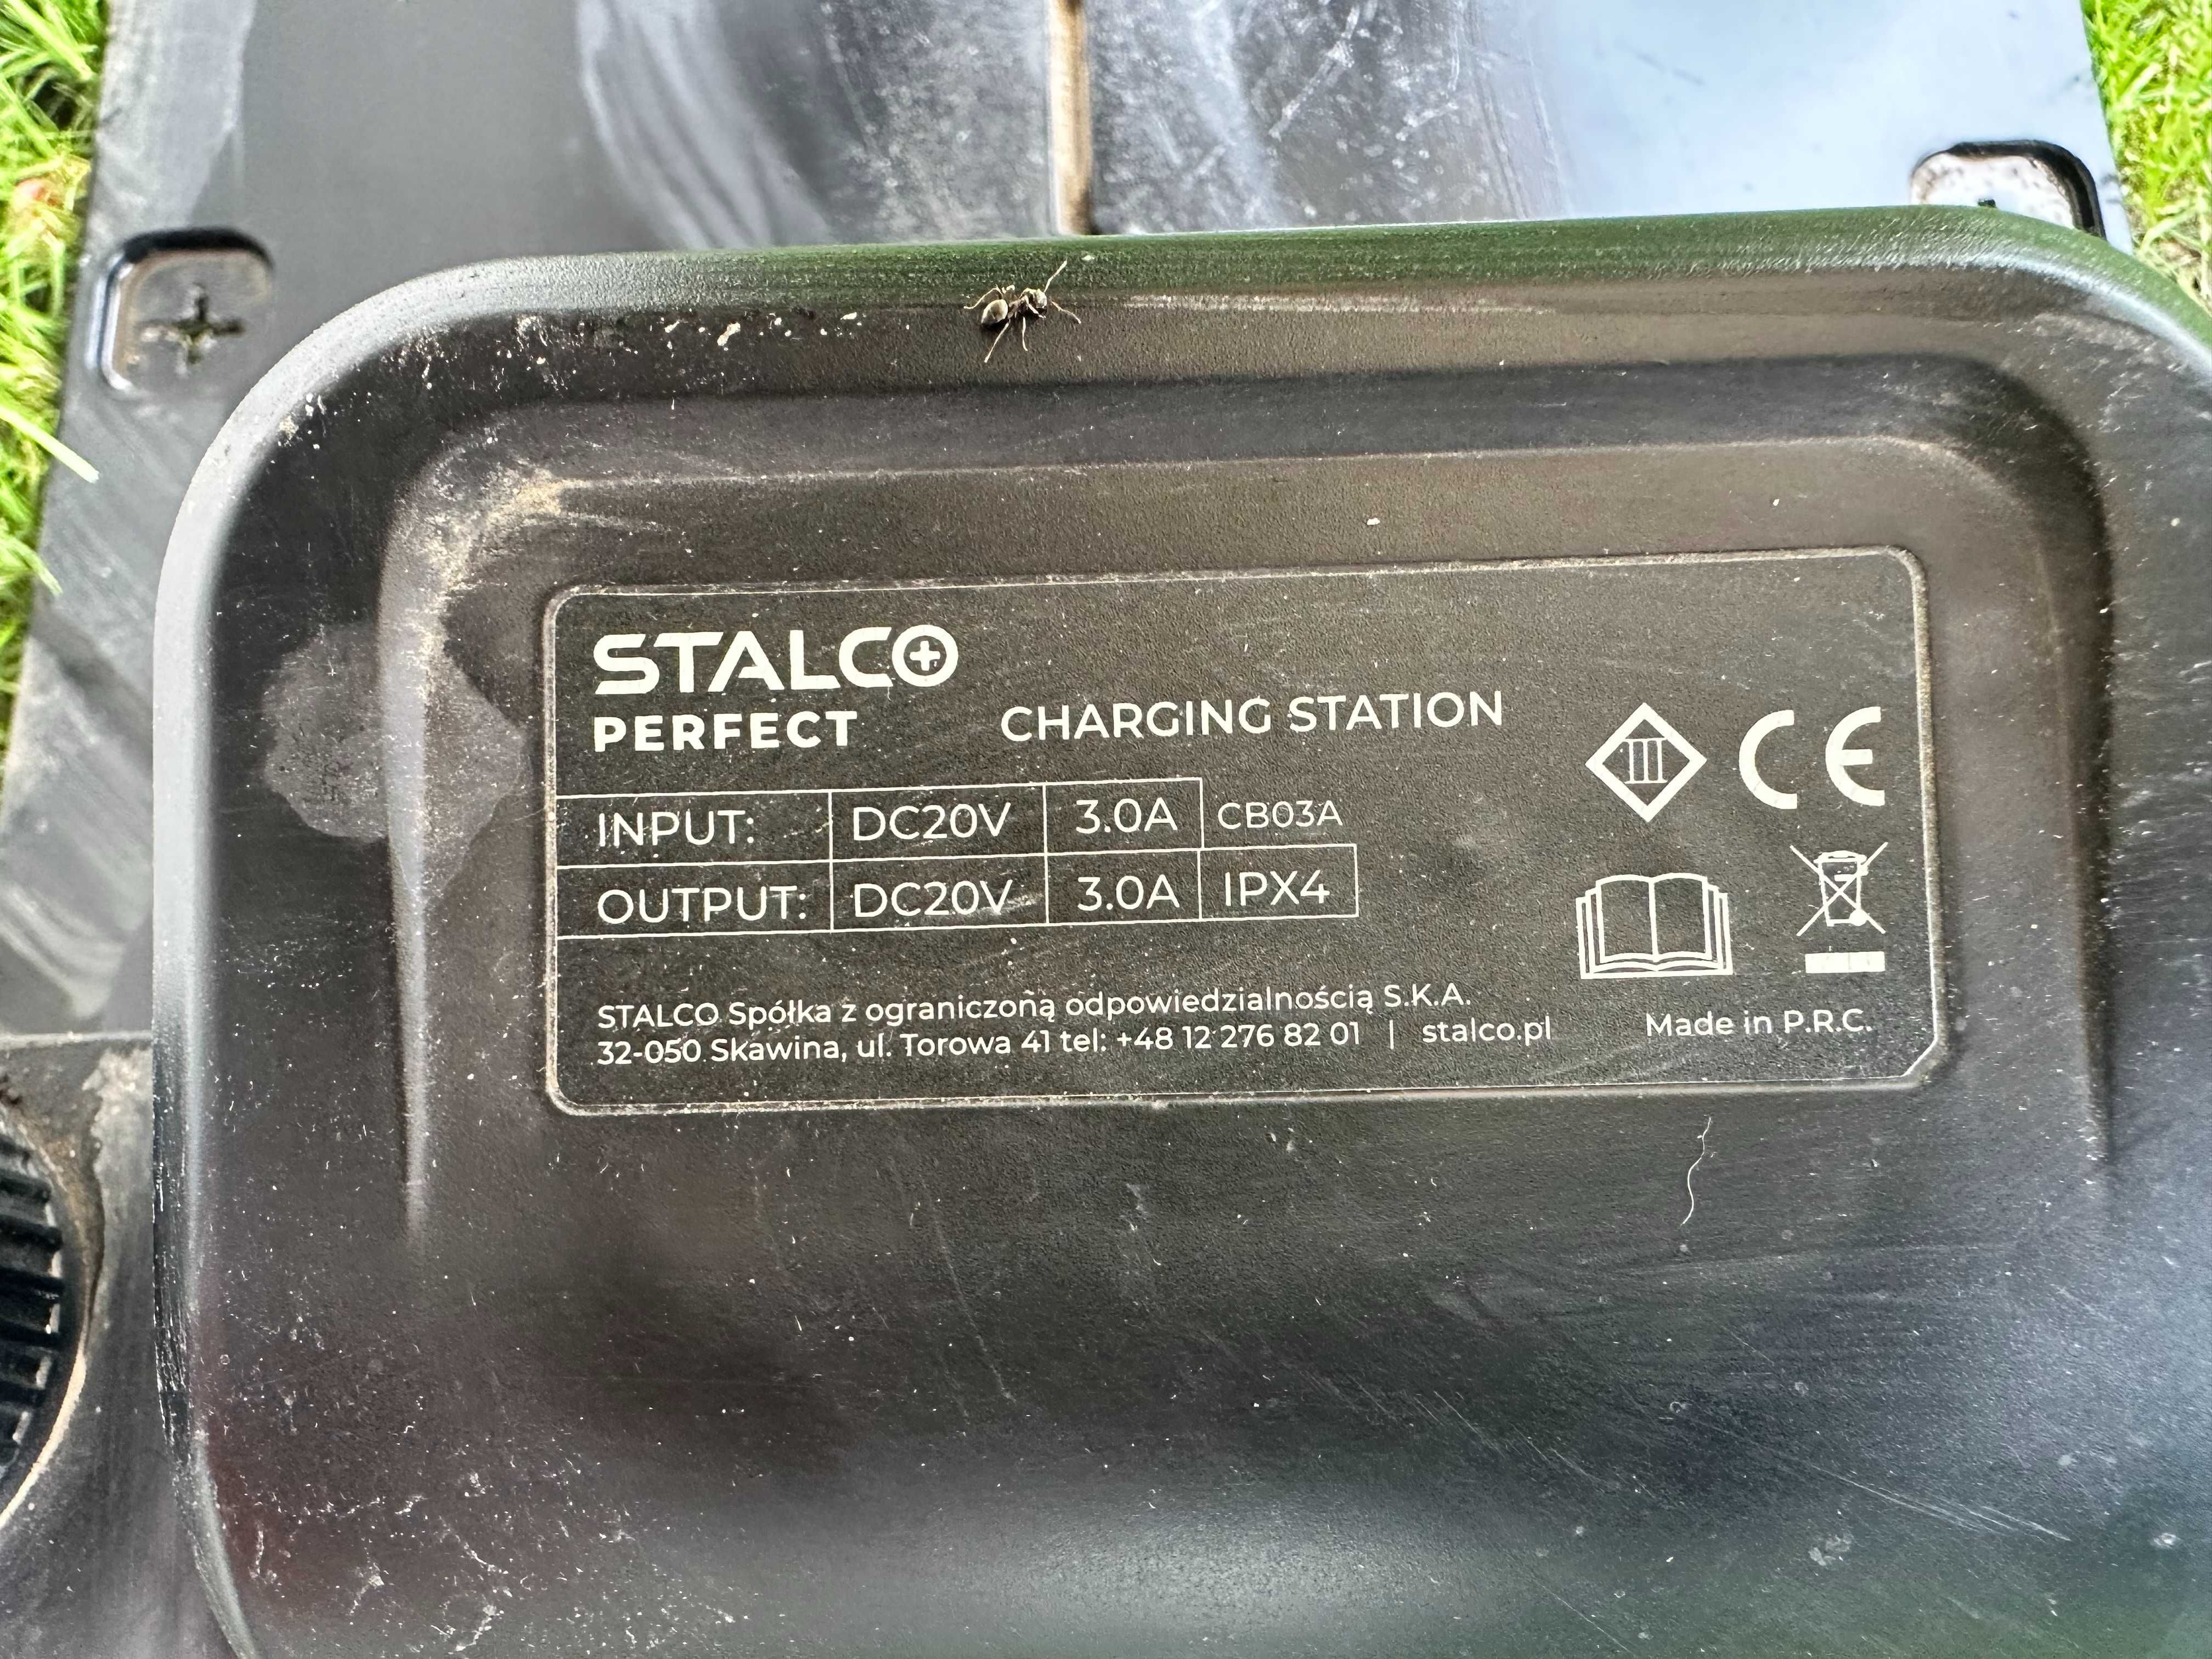 STALCO
PERFECT
CHARGING STATION
INPUT: DC20V 3.0A CB03A
OUTPUT: DC20V 3.0A IPX4
III
CE
STALCO Spółka z ograniczoną odpowiedzialnością S.K.A.
32-050 Skawina, ul. Torowa 41 tel: +48 12 276 82 01 | stalco.pl
Made in P.R.C.